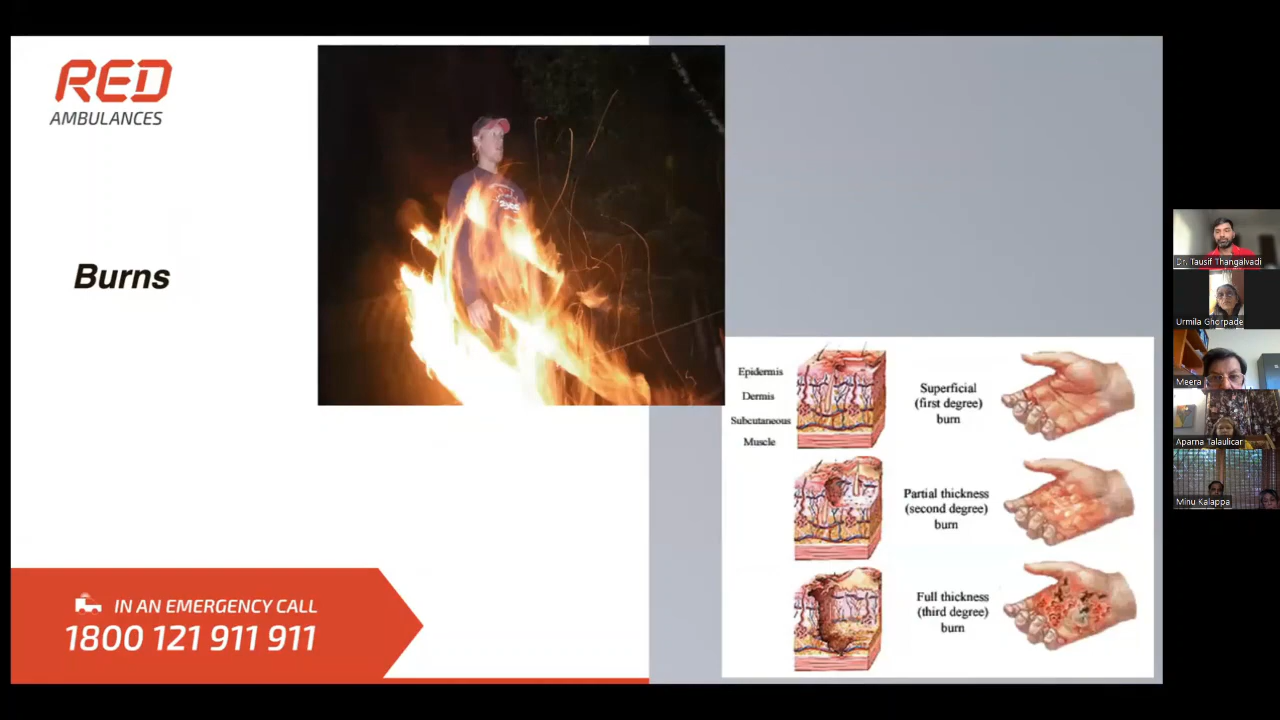 RED
AMBULANCES
Burns
Epidermis
Dermis
Subcutaneous
Muscle
Superficial
(first degree)
burn
Partial thickness
(second degree)
burn
Full thickness
(third degree)
burn
IN AN EMERGENCY CALL
1800 121 911 911
Dr. Tausif Thangalvadi
Urmila Ghorpade
Meera
Aparna Talaulicar
Minu Kalappa